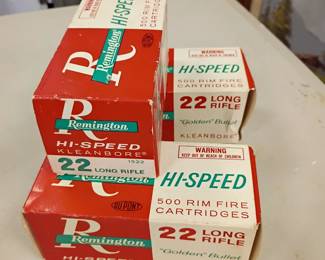 R
Remington
HI-SPEED
500 RIM FIRE
CARTRIDGES
HI-SPEED
KLEANBORE
22 LONG RIFLE
1522
WARNING
HI-SPEED
500 RIM FIRE
CARTRIDGES
22 LONG
RIFLE
"Golden" Bullet
KLEANBORE
R
Remington
HI-SPEED
DU PONT
WARNING
KEEP OUT OF REACH OF CHILDREN
HI-SPEED
500 RIM FIRE
CARTRIDGES
22 LONG
RIFLE
"Golden" Bullet